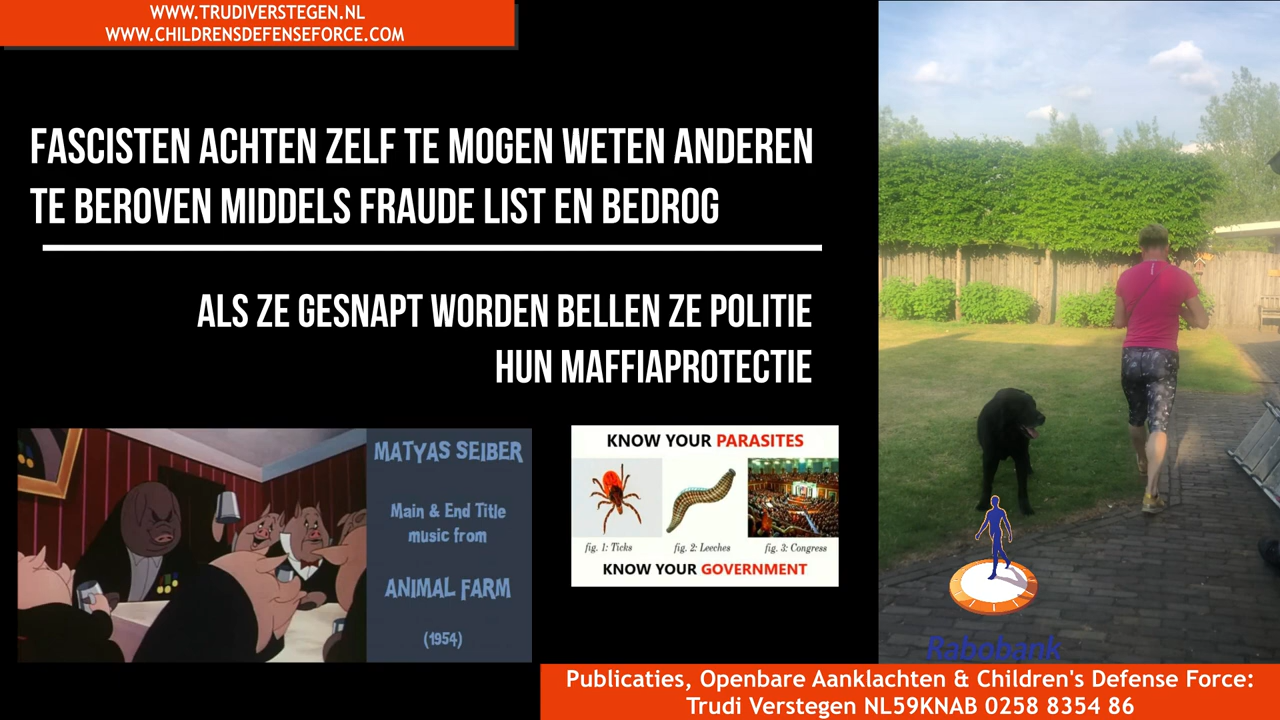 WWW.TRUDIVERSTEGEN.NL
WWW.CHILDRENSDEFENSEFORCE.COM
FASCISTEN ACHTEN ZELF TE MOGEN WETEN ANDEREN
TE BEROVEN MIDDELS FRAUDE LIST EN BEDROG
ALS ZE GESNAPT WORDEN BELLEN ZE POLITIE
HUN MAFFIAPROTECTIE
MATYAS SEIBER
Main & End Title
music from
ANIMAL FARM
(1954)
KNOW YOUR PARASITES
fig. 1: Ticks fig. 2: Leeches fig. 3: Congress
KNOW YOUR GOVERNMENT
Rabobank
Publicaties, Openbare Aanklachten & Children's Defense Force:
Trudi Verstegen NL59KNAB 0258 8354 86